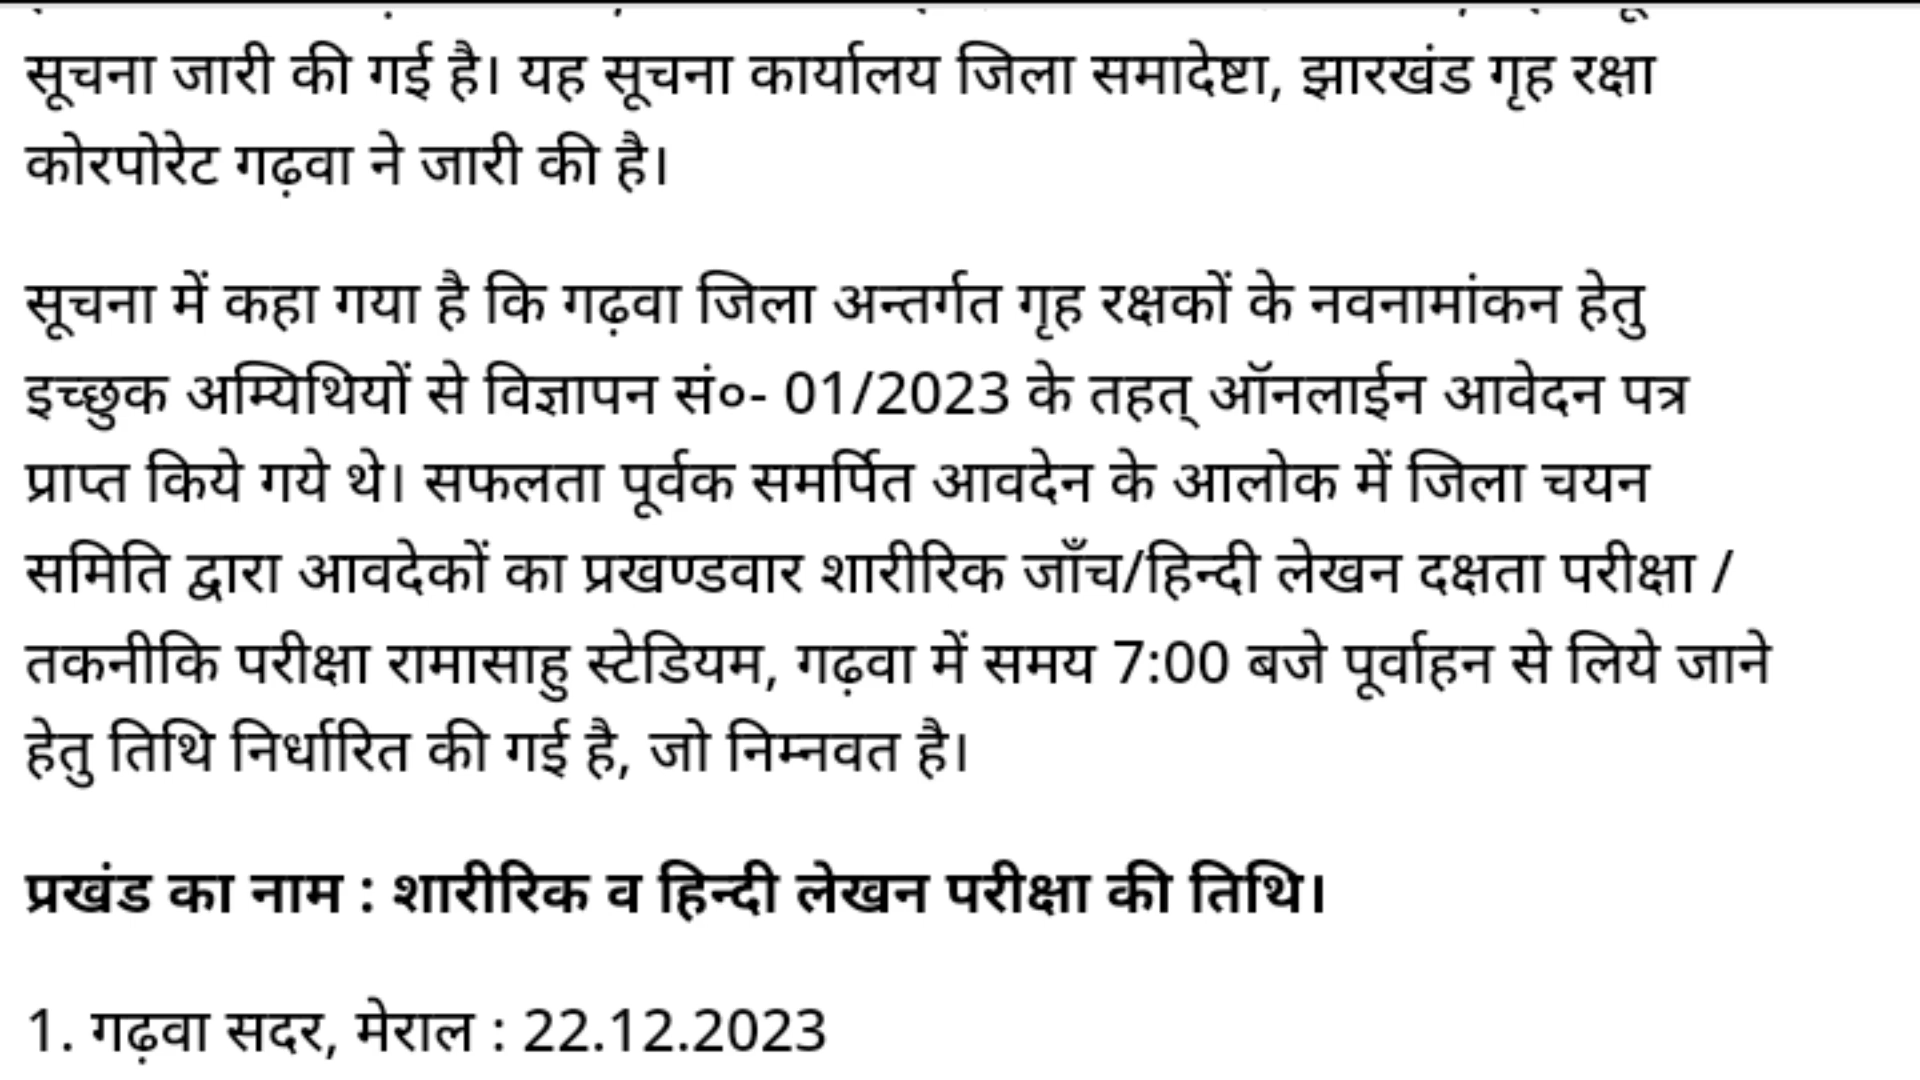 सूचना जारी की गई है। यह सूचना कार्यालय जिला समादेष्टा, झारखंड गृह रक्षा
कोरपोरेट गढ़वा ने जारी की है।
सूचना में कहा गया है कि गढ़वा जिला अन्तर्गत गृह रक्षकों के नवनामांकन हेतु
इच्छुक अम्यिथियों से विज्ञापन सं०- 01/2023 के तहत् ऑनलाईन आवेदन पत्र
प्राप्त किये गये थे। सफलता पूर्वक समर्पित आवदेन के आलोक में जिला चयन
समिति द्वारा आवदेकों का प्रखण्डवार शारीरिक जाँच/हिन्दी लेखन दक्षता परीक्षा /
तकनीकि परीक्षा रामासाहु स्टेडियम, गढ़वा में समय 7:00 बजे पूर्वाहन से लिये जाने
हेतु तिथि निर्धारित की गई है, जो निम्नवत है।
प्रखंड का नाम : शारीरिक व हिन्दी लेखन परीक्षा की तिथि।
1. गढ़वा सदर, मेराल : 22.12.2023